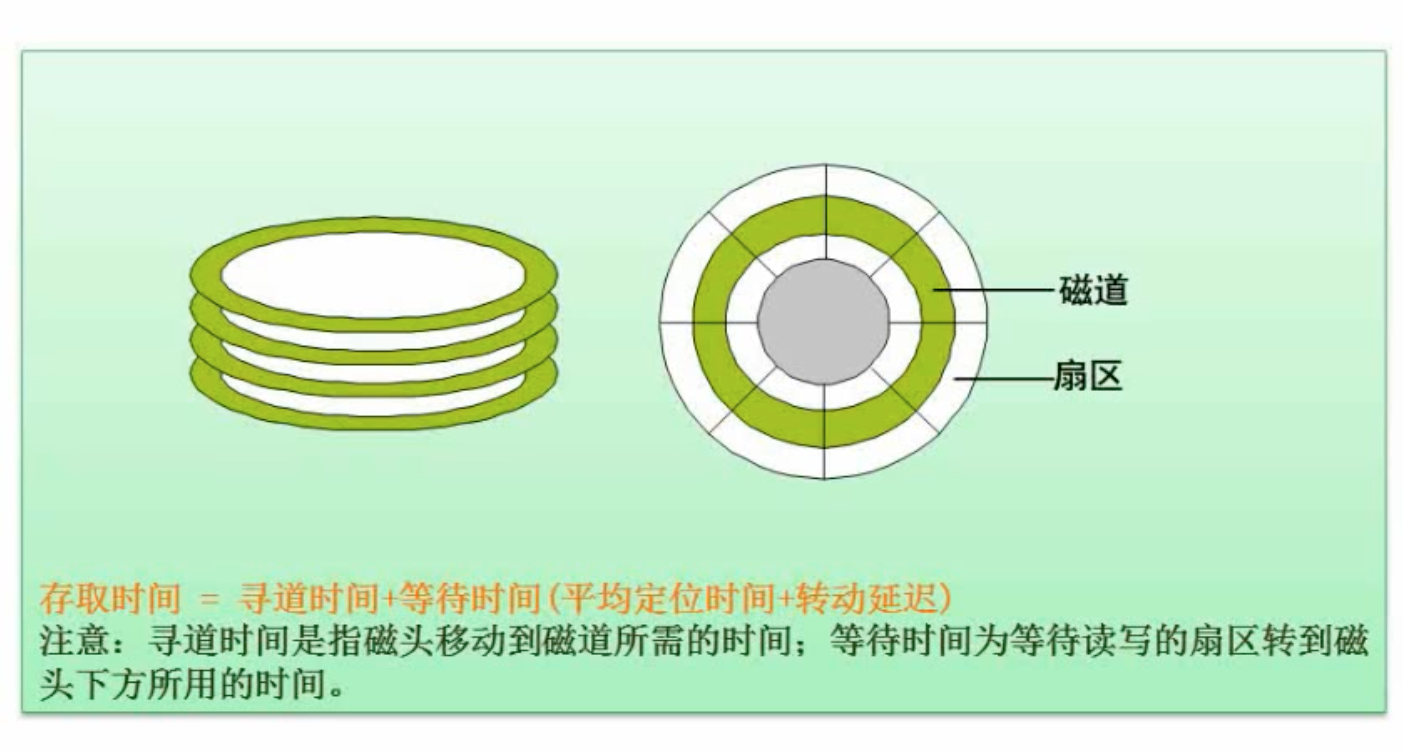 磁道
扇区
存取时间 = 寻道时间+等待时间(平均定位时间+转动延迟)
注意：寻道时间是指磁头移动到磁道所需的时间；等待时间为等待读写的扇区转到磁
头下方所用的时间。